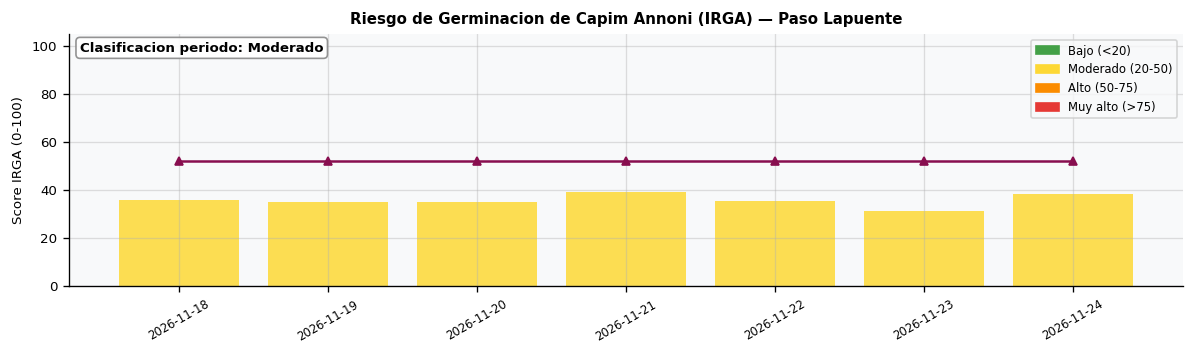 Riesgo de Germinacion de Capim Annoni (IRGA) — Paso Lapuente
Clasificacion periodo: Moderado
Bajo (<20)
Moderado (20-50)
Alto (50-75)
Muy alto (>75)
Score IRGA (0-100)
100
80
60
40
20
0
2026-11-18
2026-11-19
2026-11-20
2026-11-21
2026-11-22
2026-11-23
2026-11-24